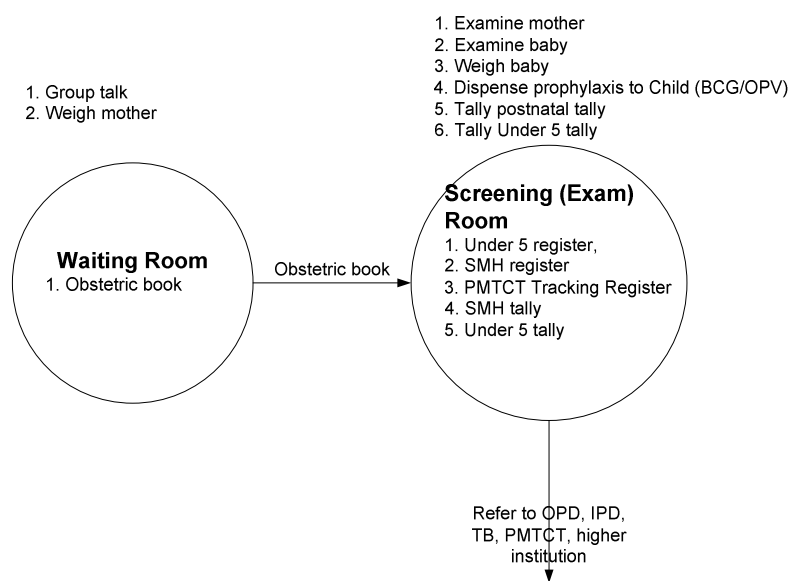 1. Group talk
2. Weigh mother
1. Examine mother
2. Examine baby
3. Weigh baby
4. Dispense prophylaxis to Child (BCG/OPV)
5. Tally postnatal tally
6. Tally Under 5 tally
Waiting Room
1. Obstetric book
Obstetric book
Screening (Exam)
Room
1. Under 5 register,
2. SMH register
3. PMTCT Tracking Register
4. SMH tally
5. Under 5 tally
Refer to OPD, IPD,
TB, PMTCT, higher
institution